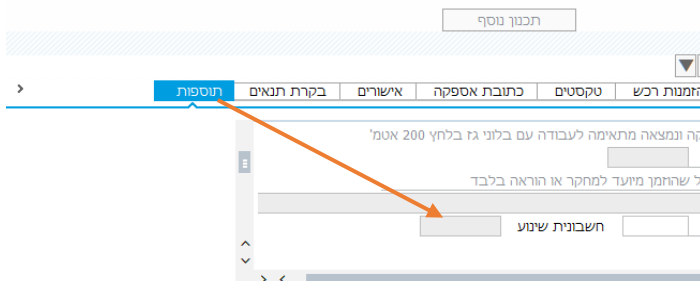 תכנון נוסף
הזמנות רכש טקסטים כתובת אספקה אישורים בקרת תנאים תוספות
ונמצאה מתאימה לעבודה עם בלוני גז בלחץ 200 אטמ'
שהוזמן מיועד למחקר או הוראה בלבד
חשבונית שינוע